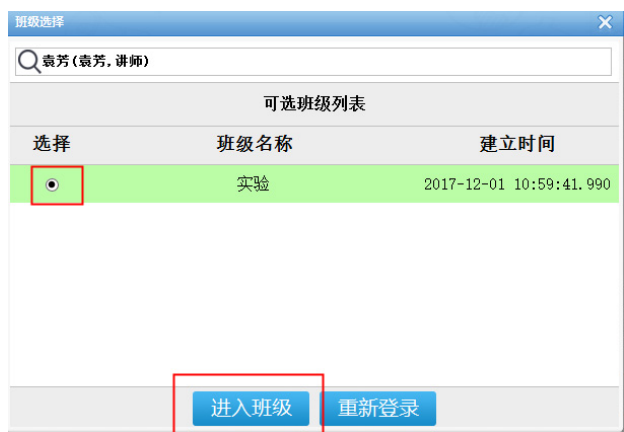 班级选择
袁芳(袁芳,讲师)
可选班级列表
选择 班级名称 建立时间
实验 2017-12-01 10:59:41.990
进入班级 重新登录